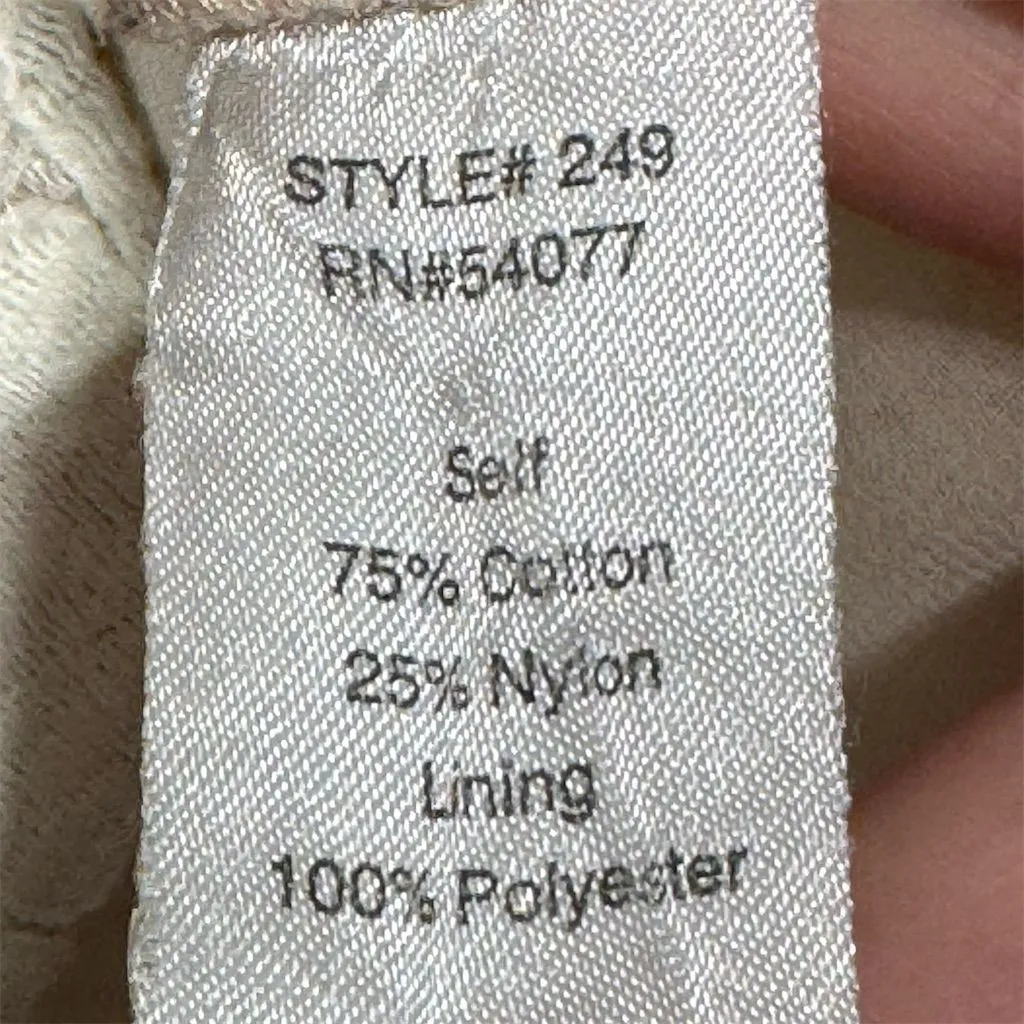 STYLE# 249
RN#54077
Self
75% Cotton
25% Nylon
Lining
100% Polyester